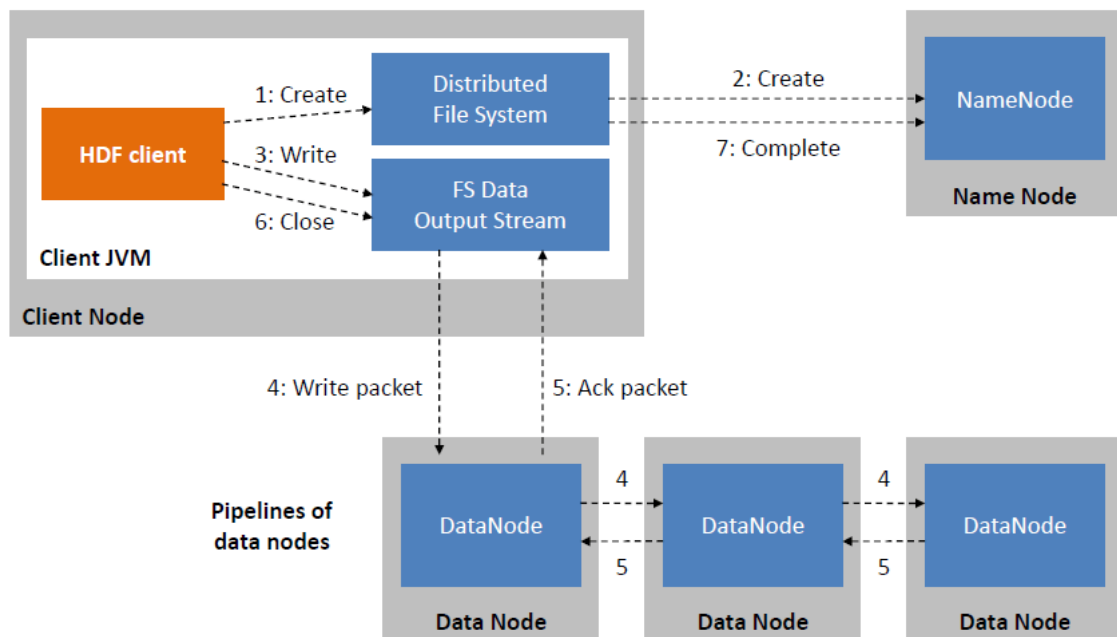 1: Create
Distributed
File System
2: Create
NameNode
HDF client
3: Write
7: Complete
FS Data
Output Stream
6: Close
Name Node
Client JVM
Client Node
4: Write packet
5: Ack packet
4
4
Pipelines of
data nodes
DataNode
DataNode
DataNode
5
5
Data Node
Data Node
Data Node